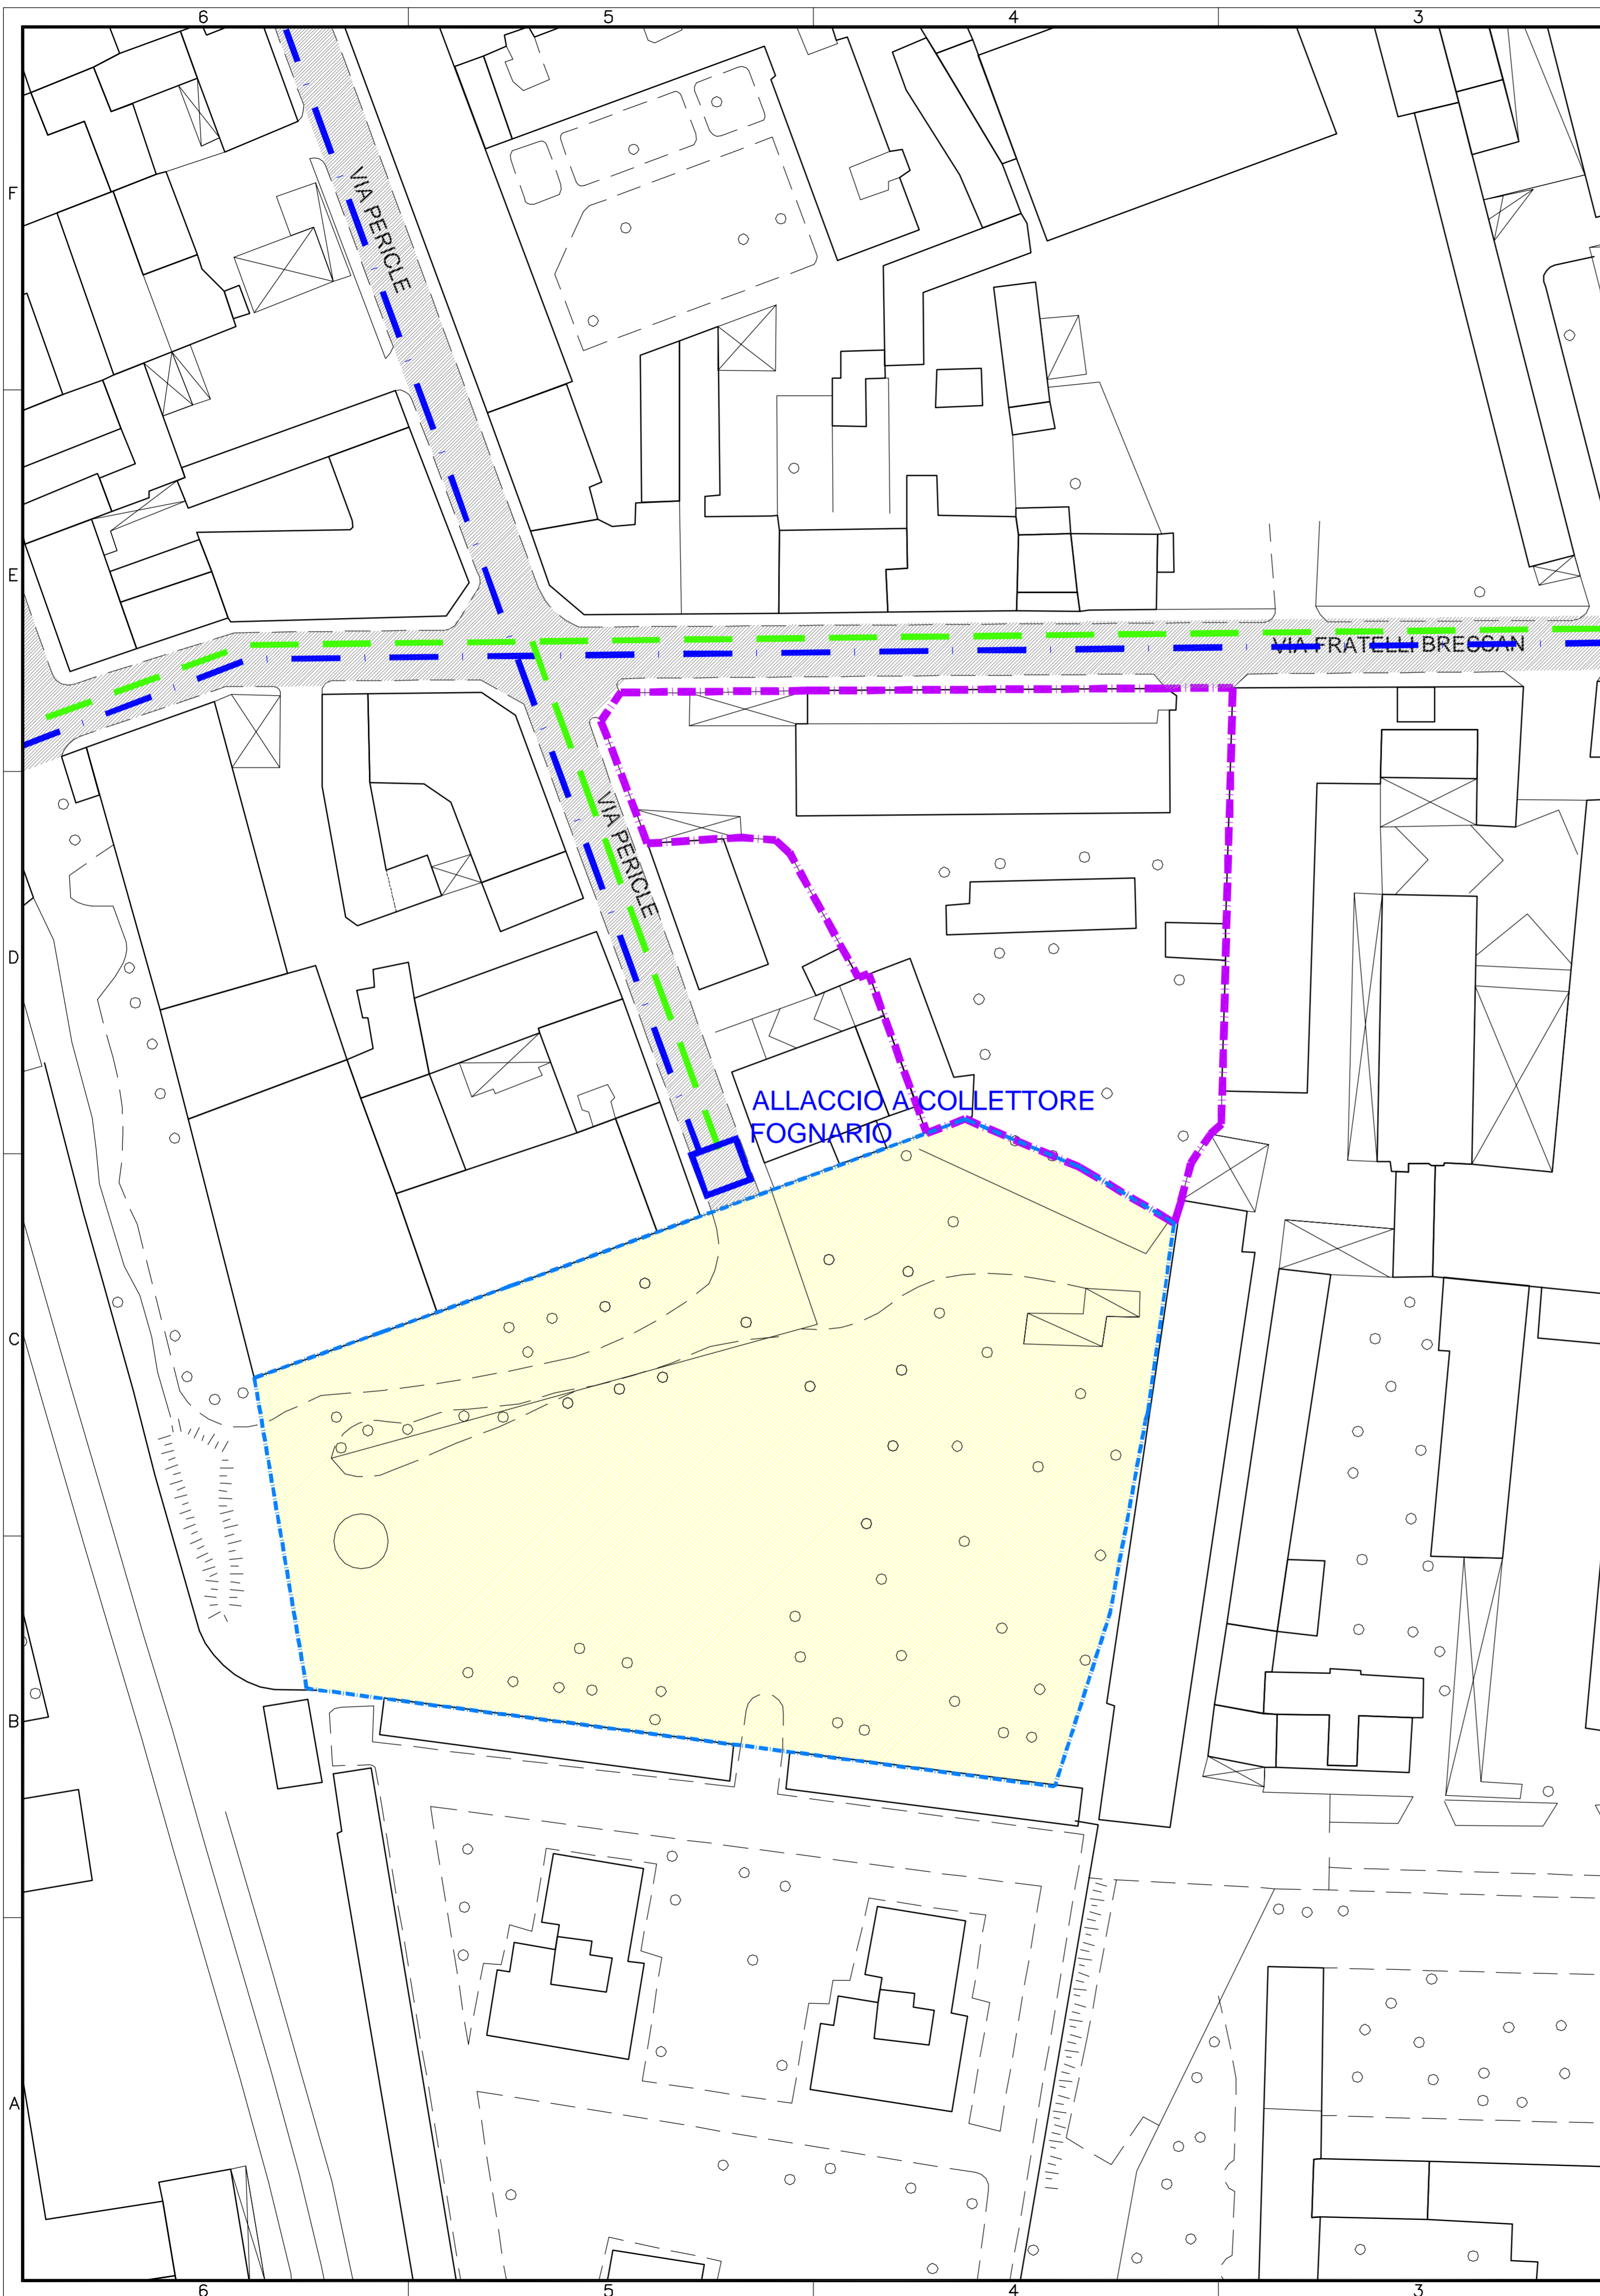 6 5 4 3
F
VIA PERICLE
E
VIA FRATELLI BRESSAN
VIA PERICLE
D
ALLACCIO A COLLETTORE
FOGNARIO
C
B
A
6 5 4 3